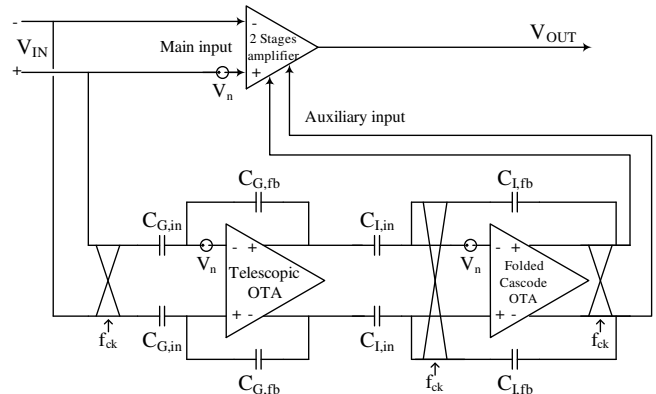 -
V_IN
+
Main input
V_n
-
2 Stages
amplifier
+
V_OUT
Auxiliary input
C_G,fb
C_I,fb
C_G,in
C_I,in
- +
V_n
Telescopic
OTA
+ -
- +
V_n
Folded
Cascode
OTA
+ -
f_ck
C_G,in
C_I,in
f_ck
f_ck
C_G,fb
C_I,fb